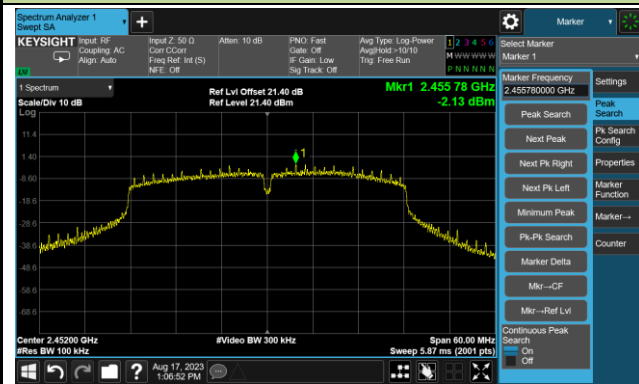 Spectrum Analyzer 1
Swept SA
+
Marker
KEYSIGHT
Input: RF
Coupling: AC
Align: Auto
Input Z: 50 Ω
Corr CCorr
Freq Ref: Int (S)
NFE: Off
Atten: 10 dB
PNO: Fast
Gate: Off
IF Gain: Low
Sig Track: Off
Avg Type: Log-Power
Avg|Hold:>10/10
Trig: Free Run
1 2 3 4 5 6
M W W W W W
P N N N N N
LVI
Select Marker
Marker 1
1 Spectrum
Scale/Div 10 dB
Log
Ref Lvl Offset 21.40 dB
Ref Level 21.40 dBm
Mkr1 2.455 78 GHz
-2.13 dBm
1
11.4
1.40
-8.60
-18.6
-28.6
-38.6
-48.6
-58.6
-68.6
Center 2.45200 GHz
#Res BW 100 kHz
#Video BW 300 kHz
Span 60.00 MHz
Sweep 5.87 ms (2001 pts)
Marker Frequency
2.455780000 GHz
Peak Search
Next Peak
Next Pk Right
Next Pk Left
Minimum Peak
Pk-Pk Search
Marker Delta
Mkr→CF
Mkr→Ref Lvl
Continuous Peak
Search
On
Off
Settings
Peak
Search
Pk Search
Config
Properties
Marker
Function
Marker→
Counter
?
Aug 17, 2023
1:06:52 PM